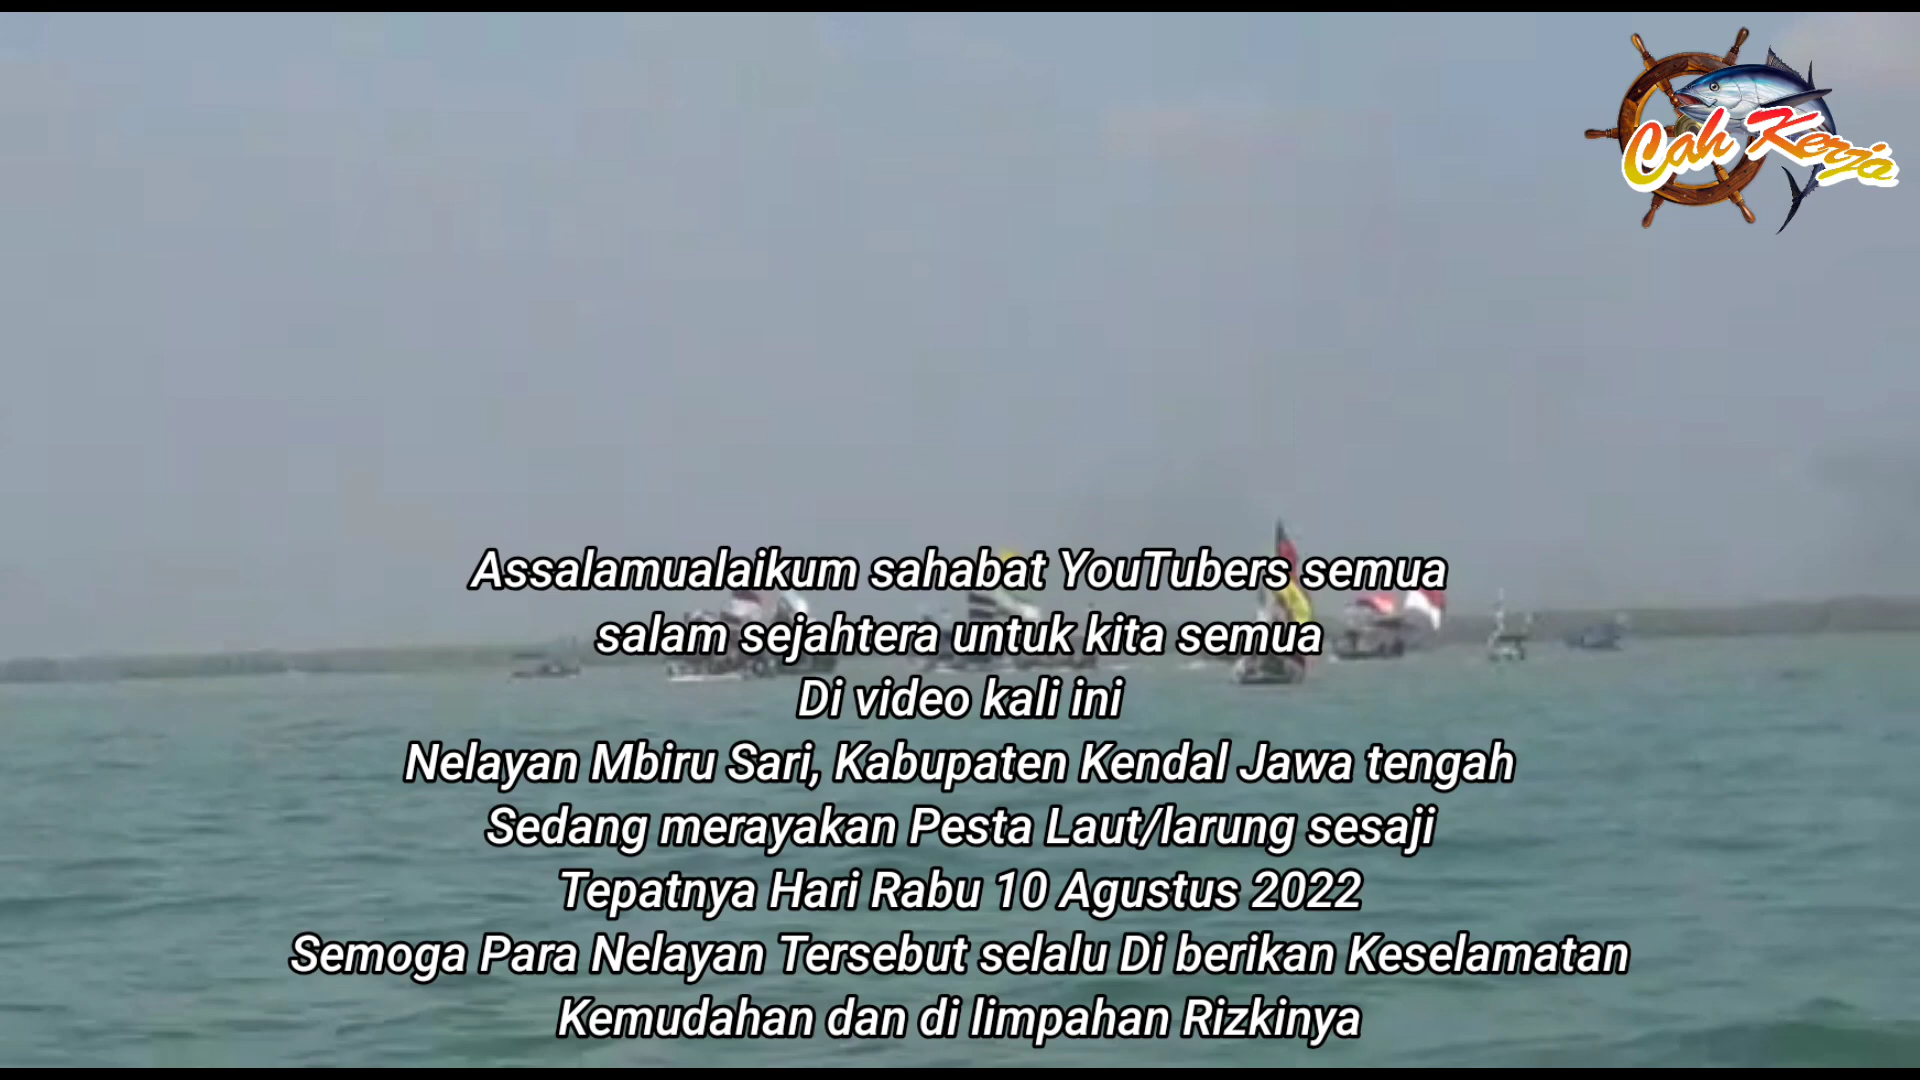 Cah Kerjo
Assalamualaikum sahabat YouTubers semua
salam sejahtera untuk kita semua
Di video kali ini
Nelayan Mbiru Sari, Kabupaten Kendal Jawa tengah
Sedang merayakan Pesta Laut/larung sesaji
Tepatnya Hari Rabu 10 Agustus 2022
Semoga Para Nelayan Tersebut selalu Di berikan Keselamatan
Kemudahan dan di limpahan Rizkinya